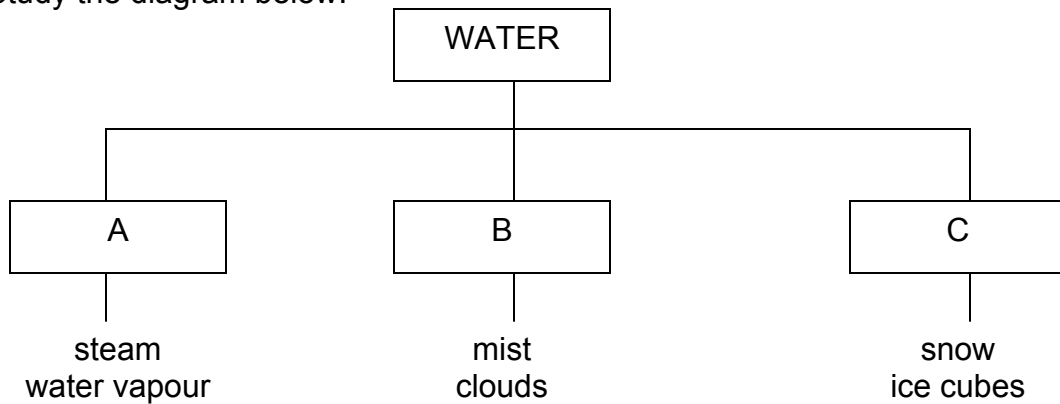 study the diagram below.
WATER
A
B
C
steam
water vapour
mist
clouds
snow
ice cubes